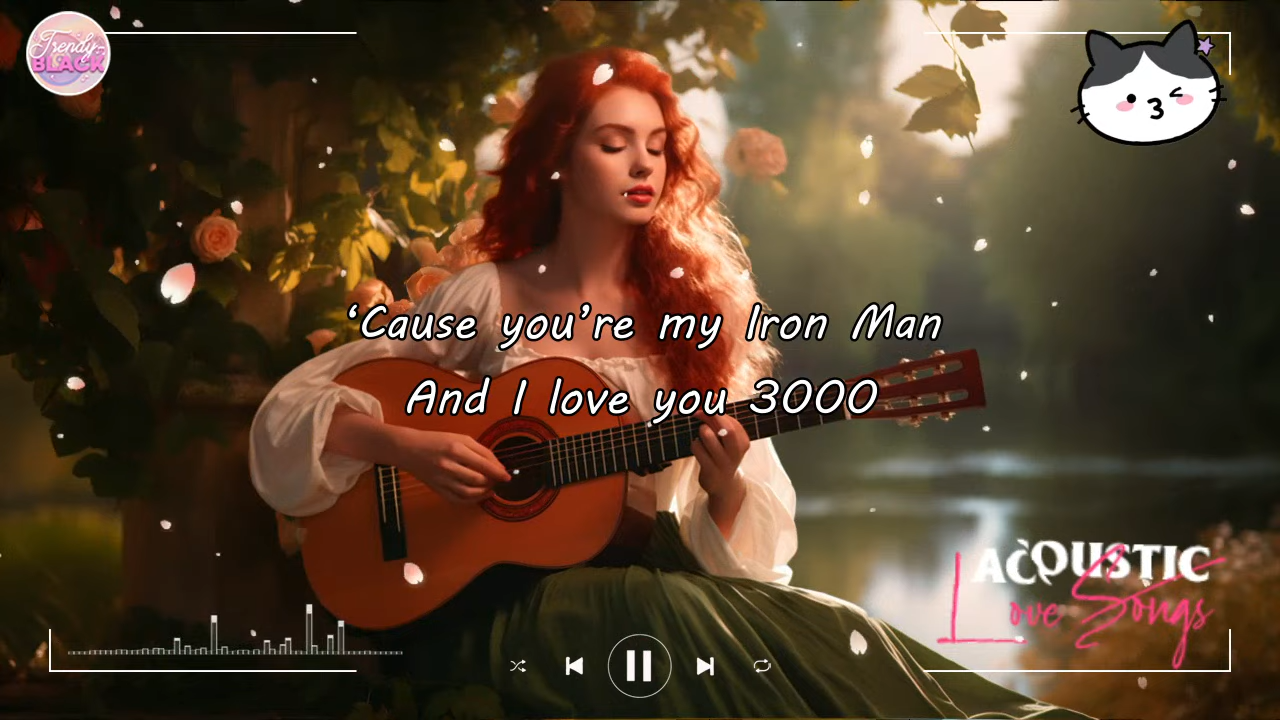 Trendy
BLACK
‘Cause you’re my Iron Man
And I love you 3000
ACOUSTIC
Love Songs